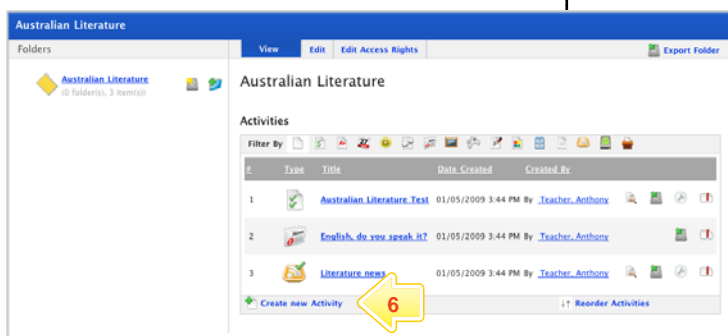 Australian Literature
Folders
View Edit Edit Access Rights Export Folder
Australian Literature
(0 folder(s), 3 item(s))
Australian Literature
Activities
Filter By
# Type Title Date Created Created By
1 Australian Literature Test 01/05/2009 3:44 PM By Teacher, Anthony
2 English, do you speak it? 01/05/2009 3:44 PM By Teacher, Anthony
3 Literature news 01/05/2009 3:44 PM By Teacher, Anthony
Create new Activity 6 Reorder Activities